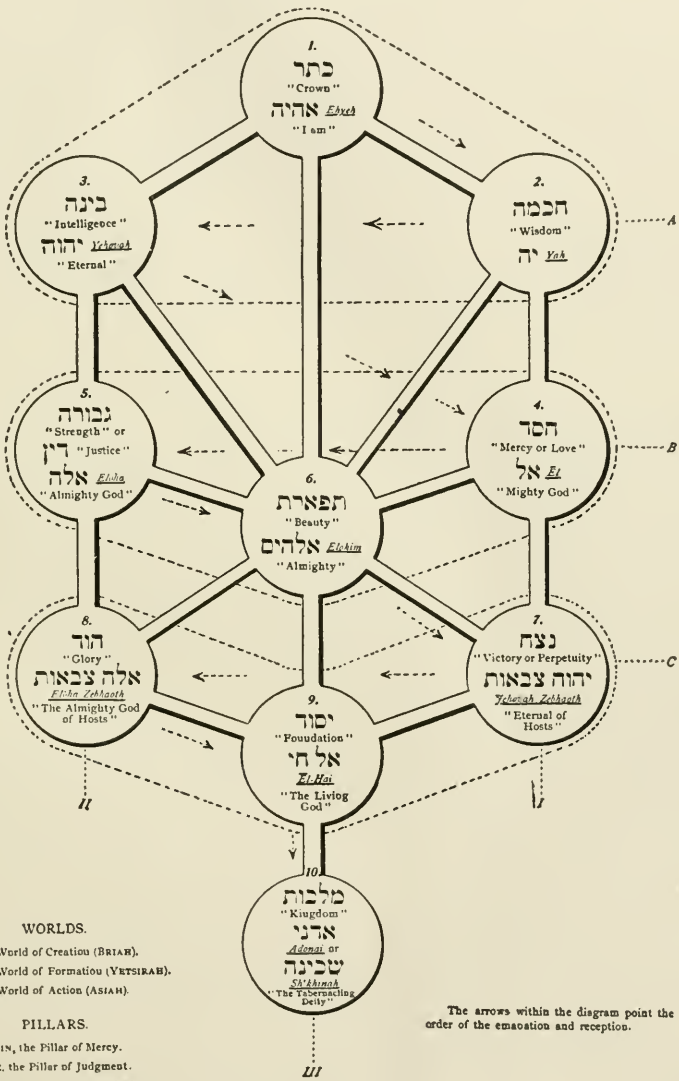 1.
כתר
"Crown"
אהיה Ehyeh
"I am"
2.
חכמה
"Wisdom"
יה Yah
3.
בינה
"Intelligence"
יהוה Yehovah
"Eternal"
A
4.
חסד
"Mercy or Love"
אל El
"Mighty God"
5.
גבורה
"Strength" or
דין "Justice"
אלה Eloha
"Almighty God"
B
6.
תפארת
"Beauty"
אלהים Elohim
"Almighty"
7.
נצח
"Victory or Perpetuity"
יהוה צבאות
Yehovah Zebhaoth
"Eternal of
Hosts"
8.
הוד
"Glory"
אלה צבאות
Eloha Zebhaoth
"The Almighty God
of Hosts"
C
9.
יסוד
"Foundation"
אל חי
El-Hai
"The Living
God"
II
I
10.
מלכות
"Kingdom"
אדני
Adonai or
שכינה
Sh'khinah
"The Tabernacling
Deity"
III
WORLDS.
World of Creation (BRIAH).
World of Formation (YETSIRAH).
World of Action (ASIAH).
PILLARS.
the Pillar of Mercy.
the Pillar of Judgment.
The arrows within the diagram point the
order of the emanation and reception.